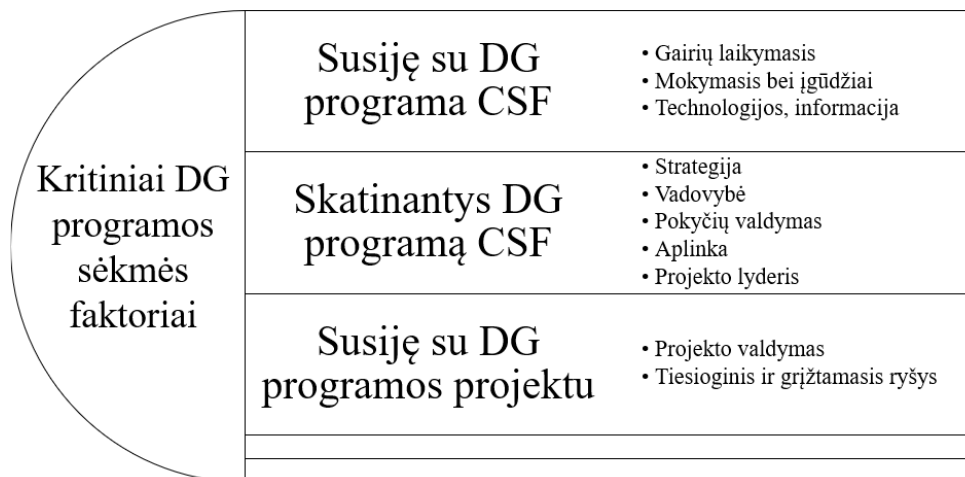 Kritiniai DG
programos
sėkmės
faktoriai
Susiję su DG
programa CSF
• Gairių laikymasis
• Mokymasis bei įgūdžiai
• Technologijos, informacija
Skatinantys DG
programą CSF
• Strategija
• Vadovybė
• Pokyčių valdymas
• Aplinka
• Projekto lyderis
Susiję su DG
programos projektu
• Projekto valdymas
• Tiesioginis ir grįžtamasis ryšys